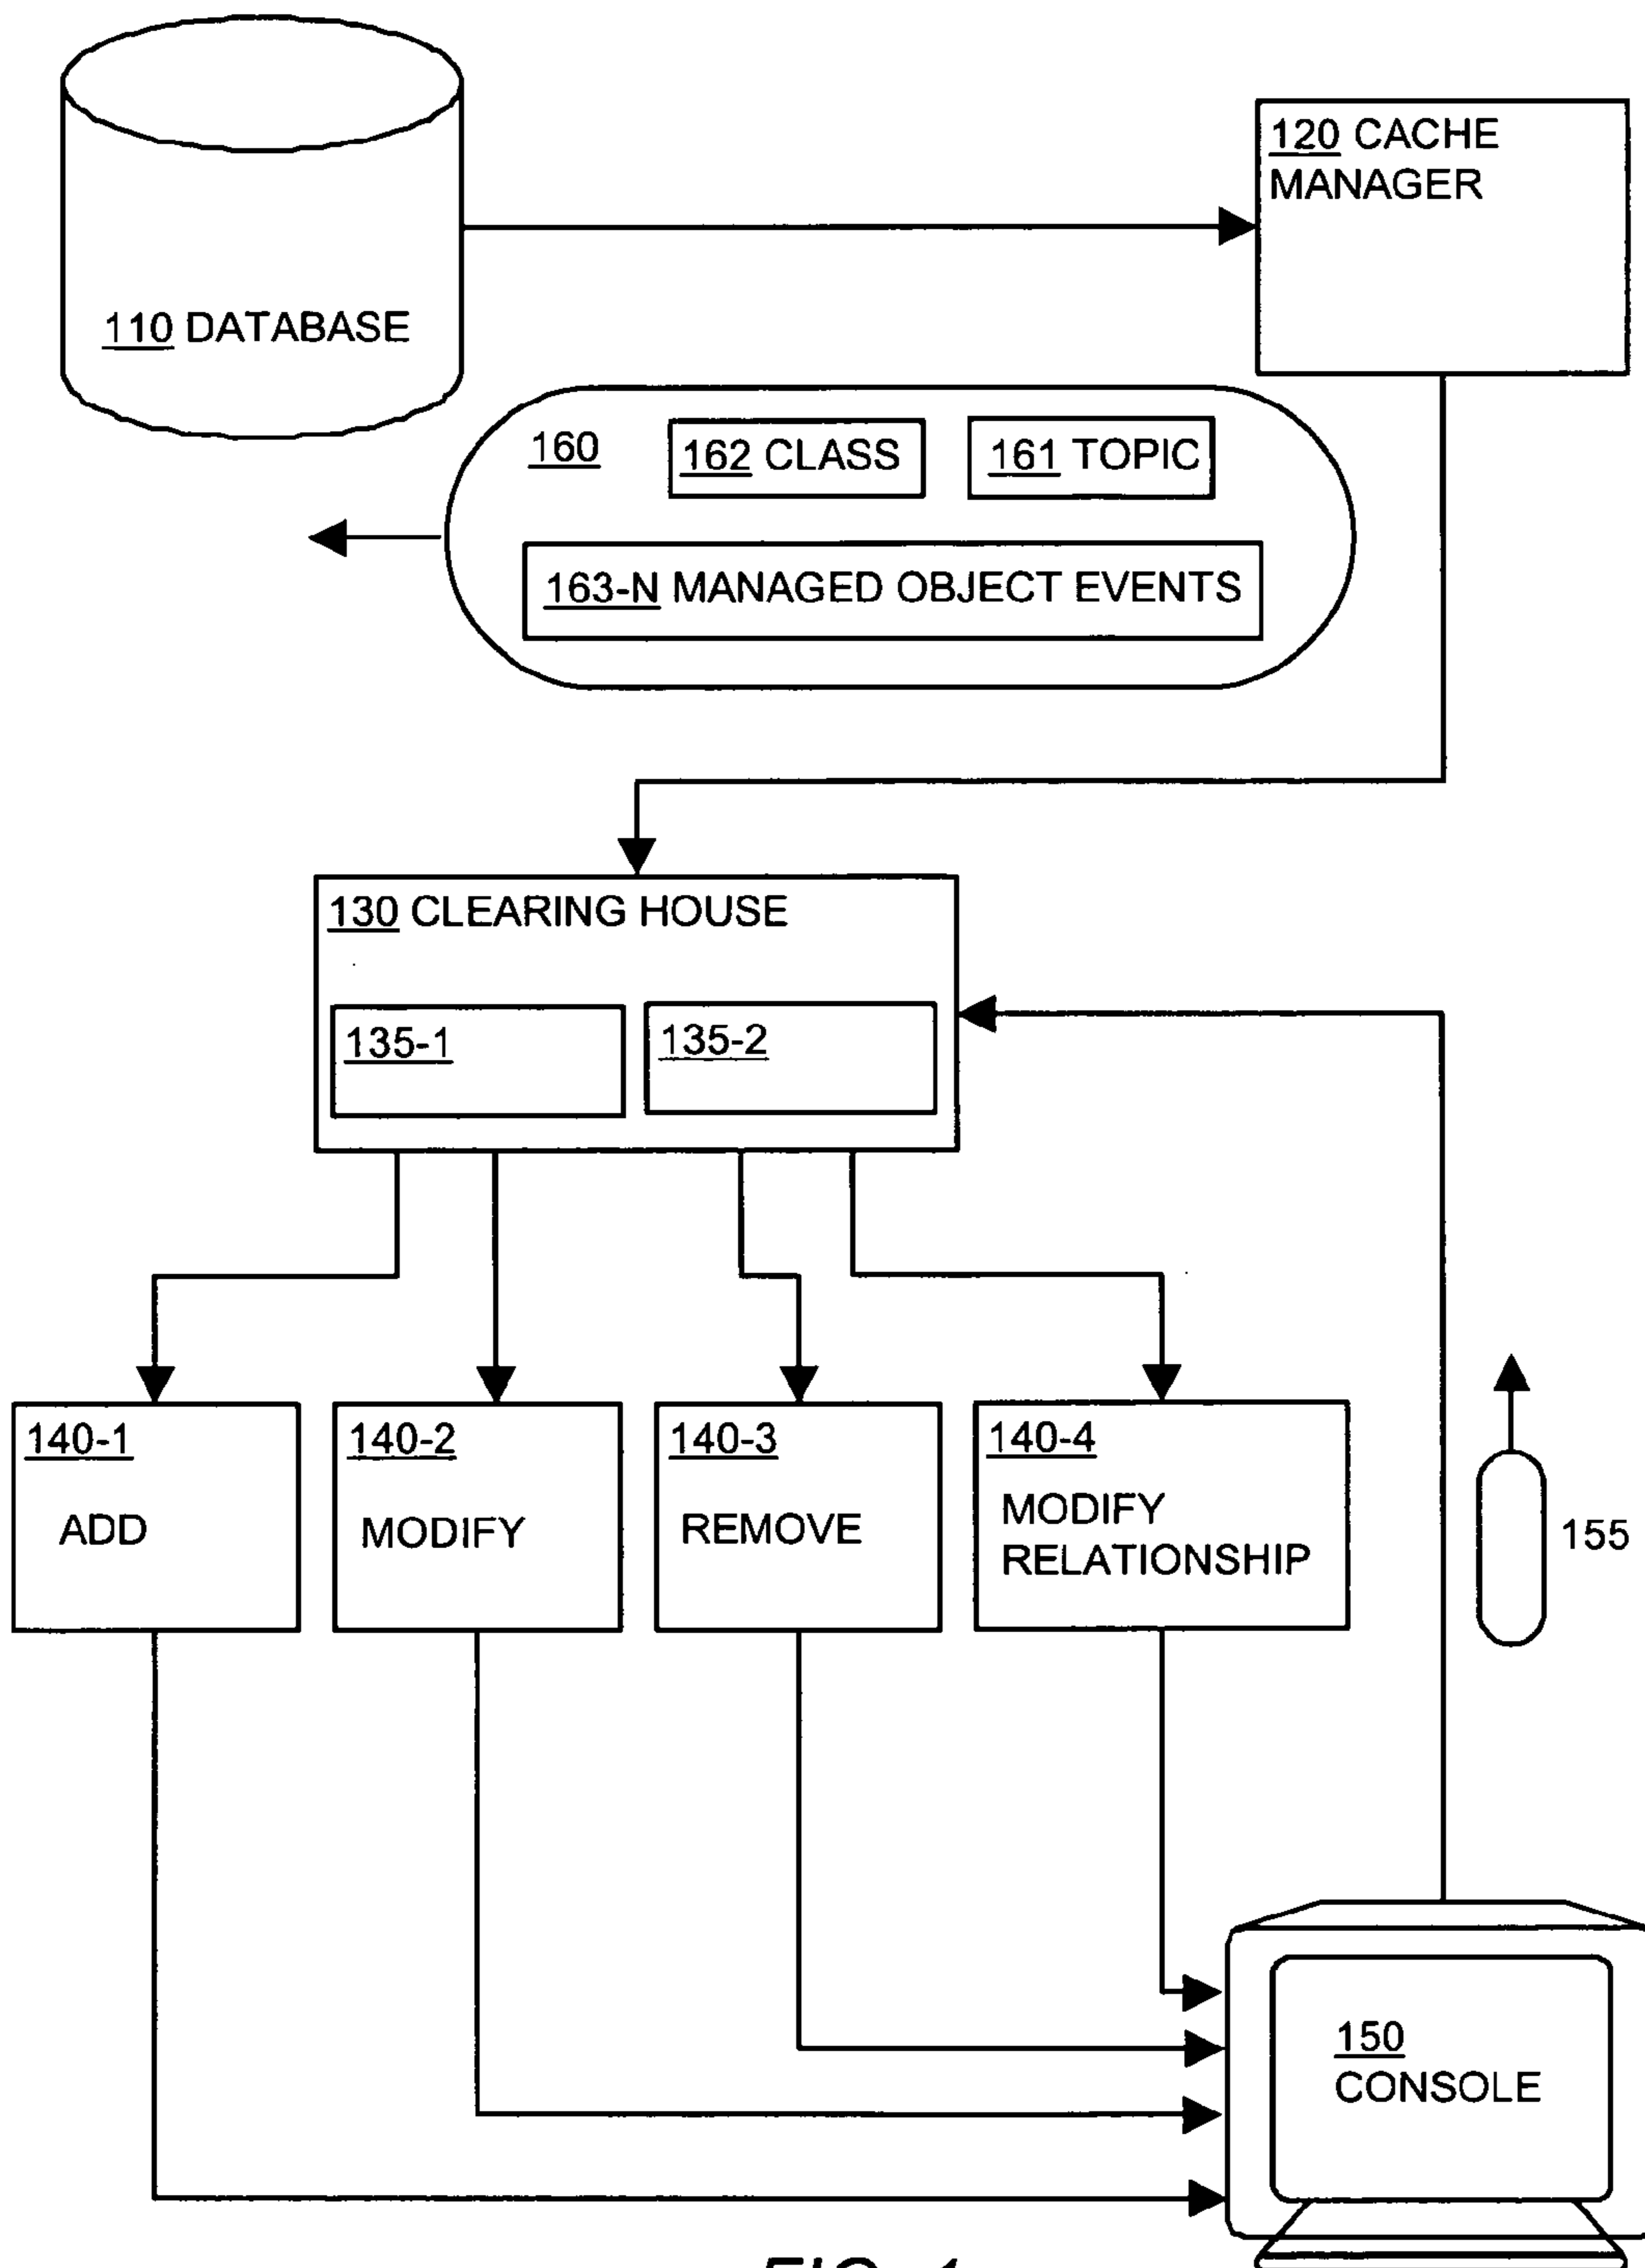 120 CACHE
MANAGER
110 DATABASE
160
162 CLASS
161 TOPIC
163-N MANAGED OBJECT EVENTS
130 CLEARING HOUSE
135-1
135-2
140-1
ADD
140-2
MODIFY
140-3
REMOVE
140-4
MODIFY
RELATIONSHIP
155
150
CONSOLE